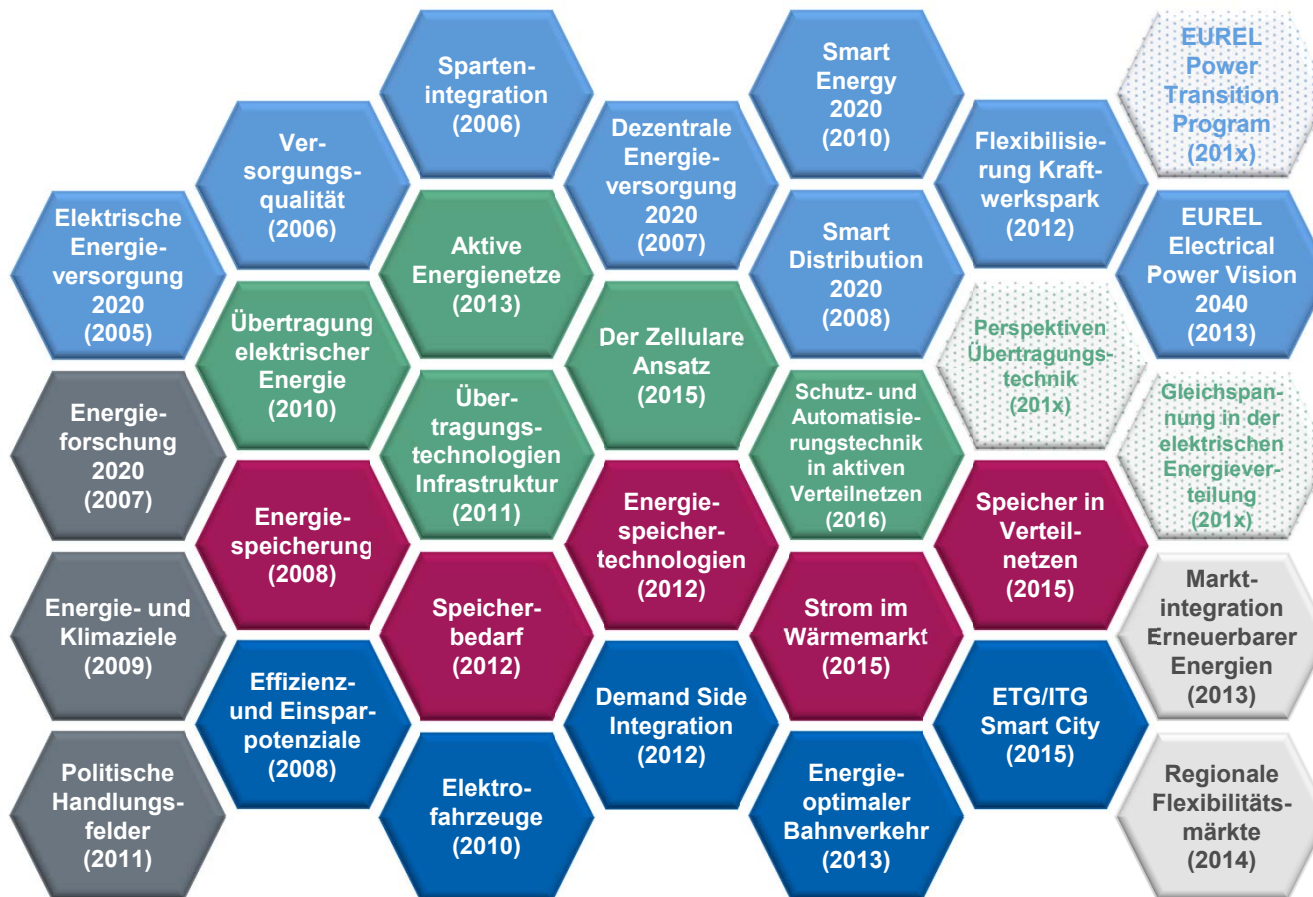 Elektrische
Energie-
versorgung
2020
(2005)
Energie-
forschung
2020
(2007)
Energie- und
Klimaziele
(2009)
Politische
Handlungs-
felder
(2011)
Ver-
sorgungs-
qualität
(2006)
Übertragung
elektrischer
Energie
(2010)
Energie-
speicherung
(2008)
Effizienz-
und Einspar-
potenziale
(2008)
Sparten-
integration
(2006)
Aktive
Energienetze
(2013)
Über-
tragungs-
technologien
Infrastruktur
(2011)
Speicher-
bedarf
(2012)
Elektro-
fahrzeuge
(2010)
Dezentrale
Energie-
versorgung
2020
(2007)
Der Zellulare
Ansatz
(2015)
Energie-
speicher-
technologien
(2012)
Demand Side
Integration
(2012)
Smart
Energy
2020
(2010)
Smart
Distribution
2020
(2008)
Schutz- und
Automatisie-
rungstechnik
in aktiven
Verteilnetzen
(2016)
Strom im
Wärmemarkt
(2015)
Energie-
optimaler
Bahnverkehr
(2013)
Flexibilisie-
rung Kraft-
werkspark
(2012)
Perspektiven
Übertragungs-
technik
(201x)
Speicher in
Verteil-
netzen
(2015)
ETG/ITG
Smart City
(2015)
EUREL
Power
Transition
Program
(201x)
EUREL
Electrical
Power Vision
2040
(2013)
Gleichspan-
nung in der
elektrischen
Energiever-
teilung
(201x)
Markt-
integration
Erneuerbarer
Energien
(2013)
Regionale
Flexibilitäts-
märkte
(2014)